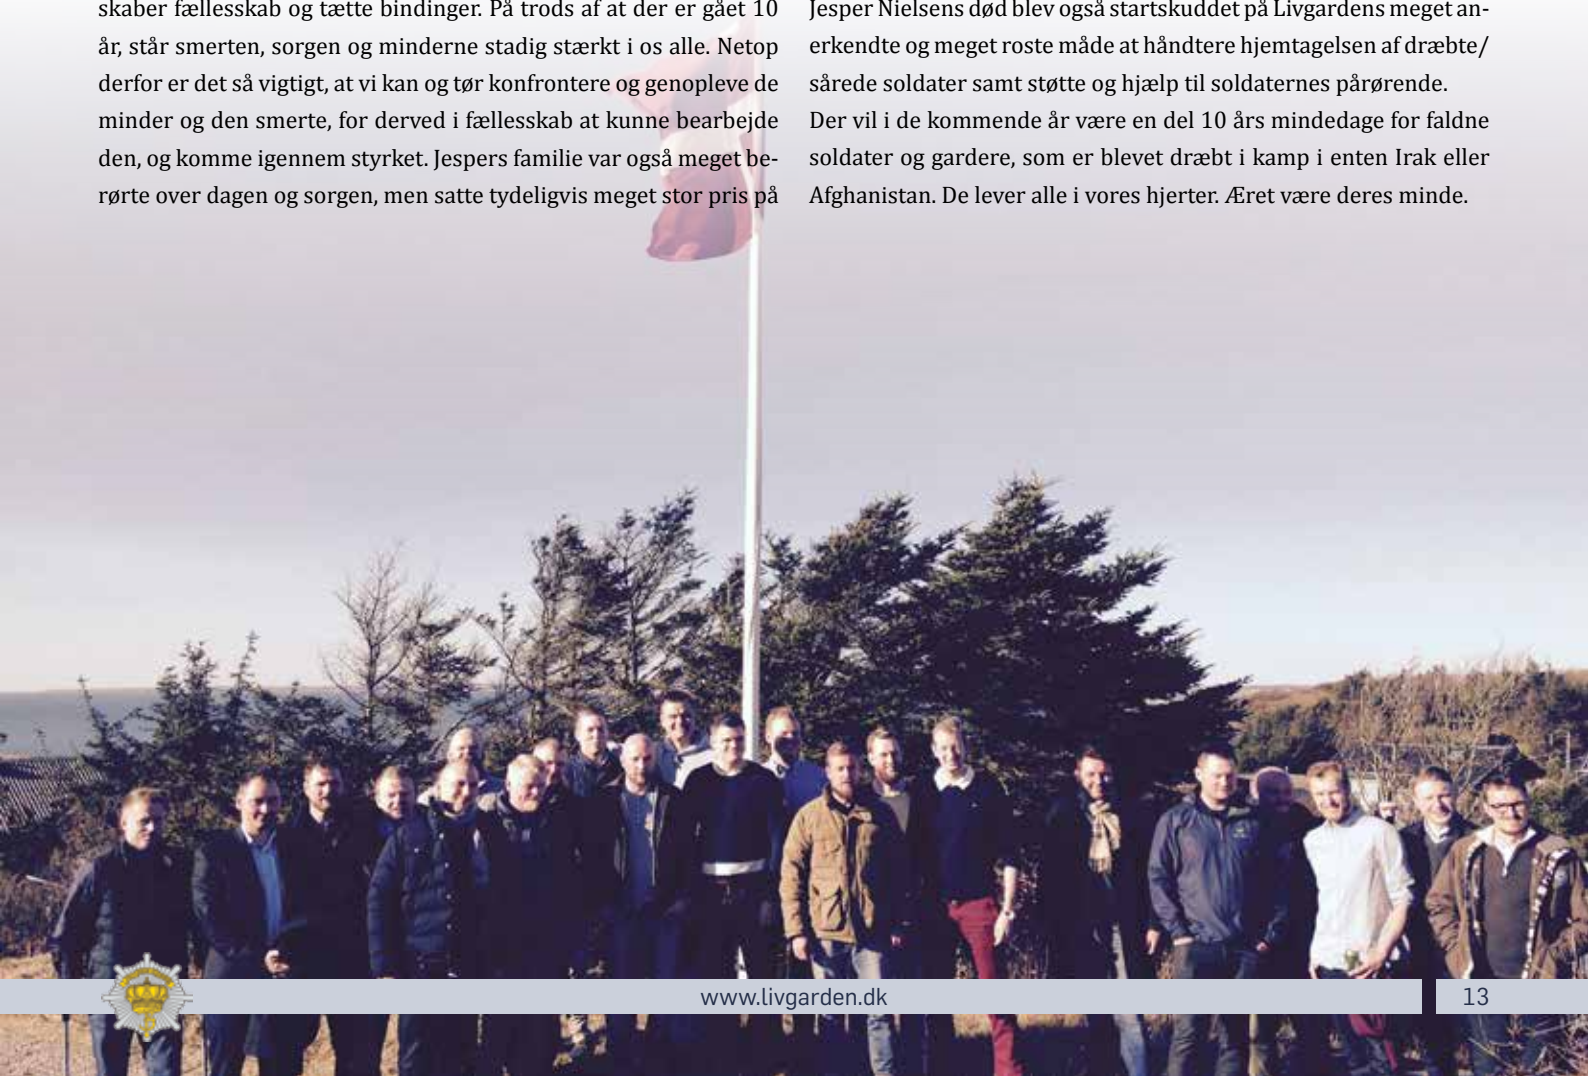 skaber fællesskab og tætte bindinger. På trods af at der er gået 10
år, står smerten, sorgen og minderne stadig stærkt i os alle. Netop
derfor er det så vigtigt, at vi kan og tør konfrontere og genopleve de
minder og den smerte, for derved i fællesskab at kunne bearbejde
den, og komme igennem styrket. Jespers familie var også meget be-
rørte over dagen og sorgen, men satte tydeligvis meget stor pris på
Jesper Nielsens død blev også startskuddet på Livgardens meget an-
erkendte og meget roste måde at håndtere hjemtagelsen af dræbte/
sårede soldater samt støtte og hjælp til soldaternes pårørende.
Der vil i de kommende år være en del 10 års mindedage for faldne
soldater og gardere, som er blevet dræbt i kamp i enten Irak eller
Afghanistan. De lever alle i vores hjerter. Æret være deres minde.
www.livgarden.dk
13